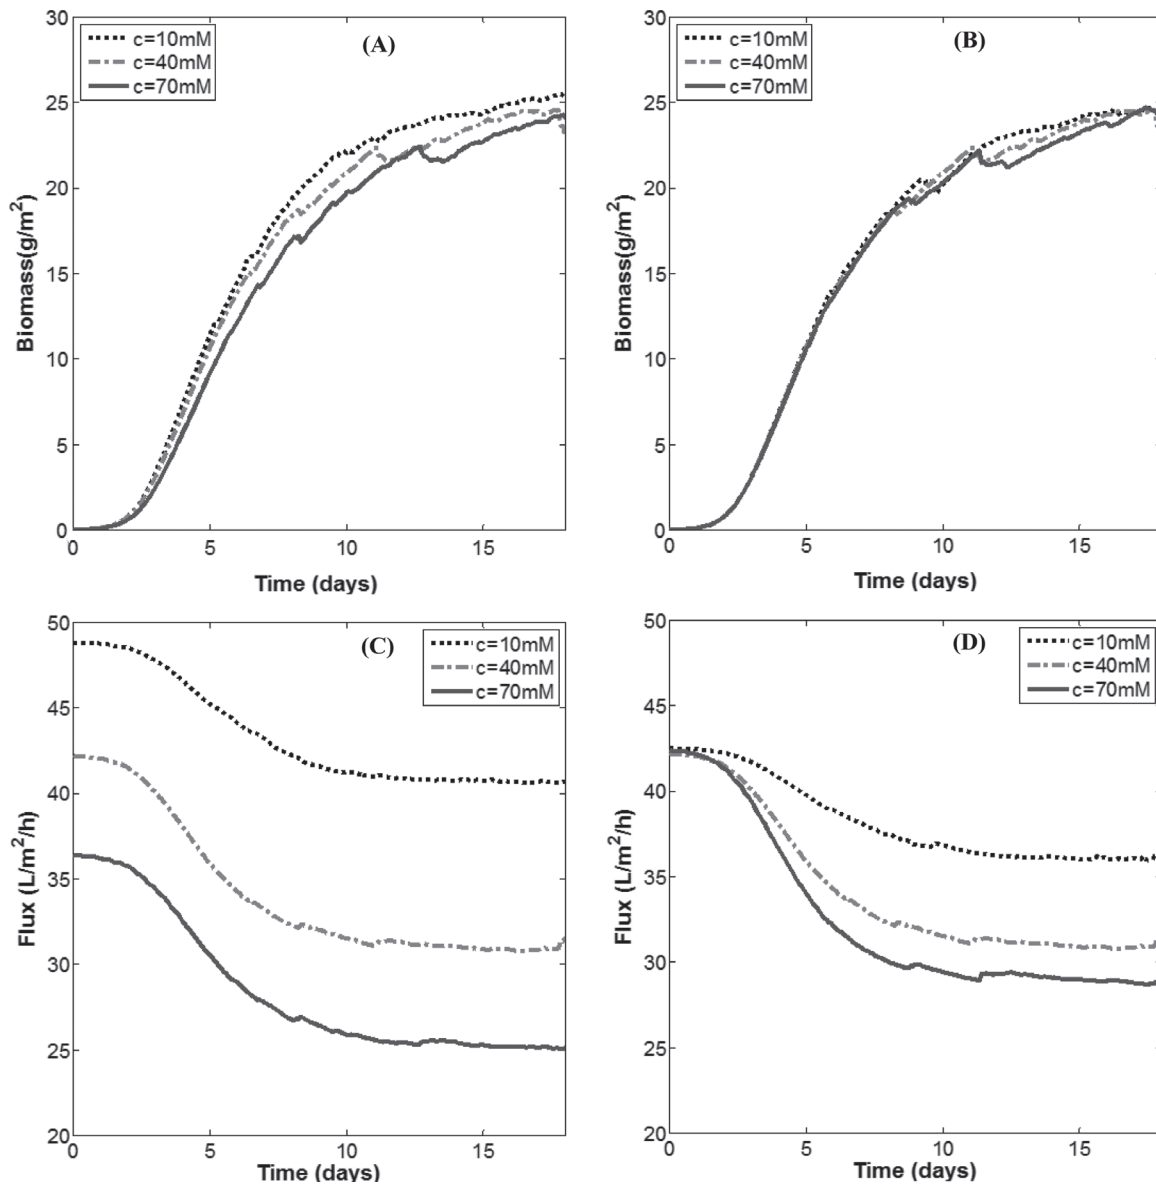 (A)
c=10mM
c=40mM
c=70mM
30
25
20
15
10
5
0
0 5 10 15
Biomass(g/m²)
Time (days)
(B)
c=10mM
c=40mM
c=70mM
30
25
20
15
10
5
0
0 5 10 15
Biomass(g/m²)
Time (days)
(C)
c=10mM
c=40mM
c=70mM
50
45
40
35
30
25
20
0 5 10 15
Flux (L/m²/h)
Time (days)
(D)
c=10mM
c=40mM
c=70mM
50
45
40
35
30
25
20
0 5 10 15
Flux (L/m²/h)
Time (days)